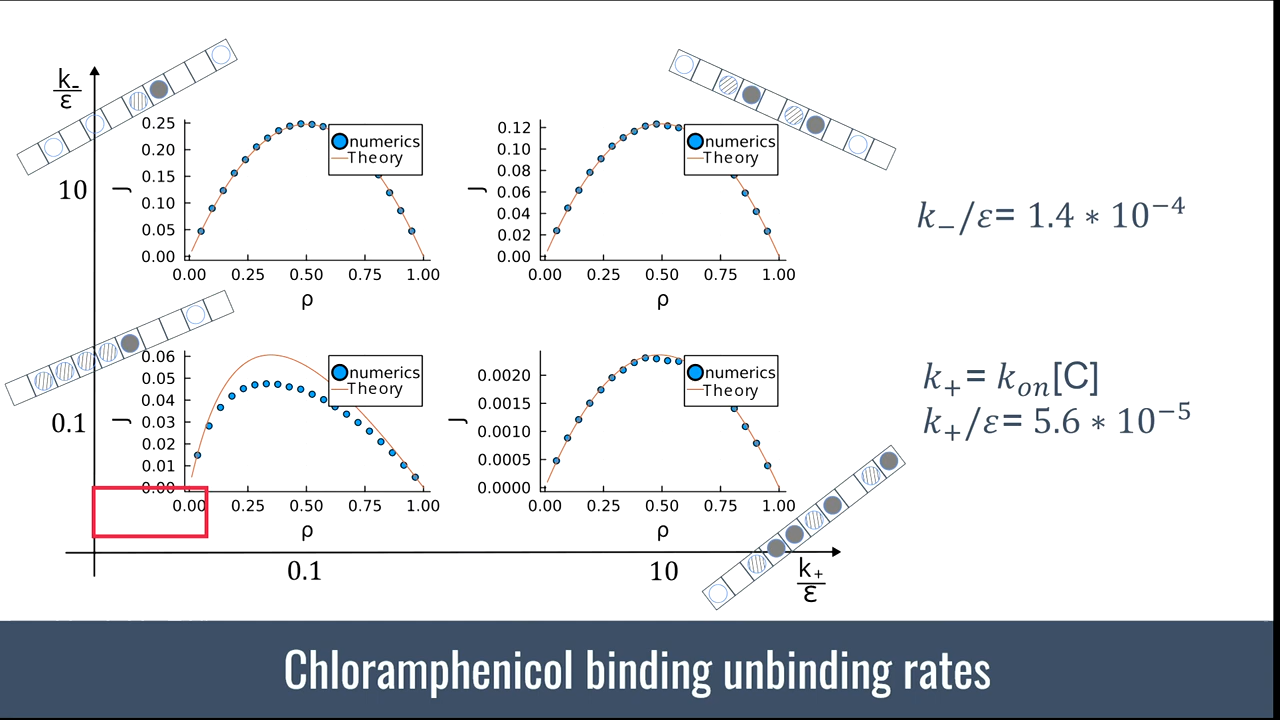 k₋/ε
10
0.1
0.25
0.20
0.15
0.10
0.05
0.00
J
numerics
Theory
0.00 0.25 0.50 0.75 1.00
ρ
0.12
0.10
0.08
0.06
0.04
0.02
0.00
J
numerics
Theory
0.00 0.25 0.50 0.75 1.00
ρ
0.06
0.05
0.04
0.03
0.02
0.01
0.00
J
numerics
Theory
0.00 0.25 0.50 0.75 1.00
ρ
0.0020
0.0015
0.0010
0.0005
0.0000
J
numerics
Theory
0.00 0.25 0.50 0.75 1.00
ρ
0.1 10
k₊/ε
k₋/ε= 1.4 * 10⁻⁴
k₊= kₒₙ[C]
k₊/ε= 5.6 * 10⁻⁵
Chloramphenicol binding unbinding rates